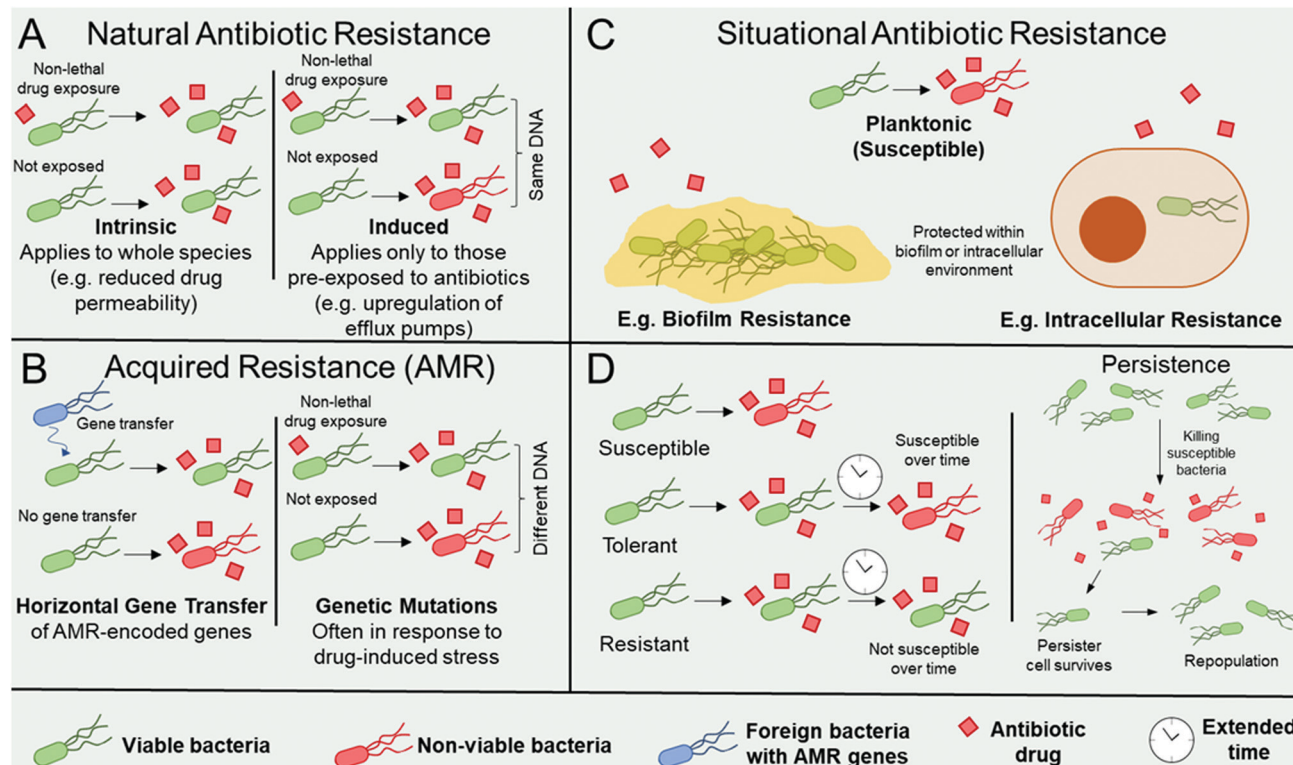 A
Natural Antibiotic Resistance
Non-lethal
drug exposure
Not exposed
Intrinsic
Applies to whole species
(e.g. reduced drug
permeability)
Non-lethal
drug exposure
Not exposed
Same DNA
Induced
Applies only to those
pre-exposed to antibiotics
(e.g. upregulation of
efflux pumps)
B
Acquired Resistance (AMR)
Gene transfer
No gene transfer
Horizontal Gene Transfer
of AMR-encoded genes
Non-lethal
drug exposure
Not exposed
Different DNA
Genetic Mutations
Often in response to
drug-induced stress
C
Situational Antibiotic Resistance
Planktonic
(Susceptible)
Protected within
biofilm or intracellular
environment
E.g. Biofilm Resistance
E.g. Intracellular Resistance
D
Susceptible
Tolerant
Susceptible
over time
Resistant
Not susceptible
over time
Persistence
Killing
susceptible
bacteria
Persister
cell survives
Repopulation
Viable bacteria
Non-viable bacteria
Foreign bacteria
with AMR genes
Antibiotic
drug
Extended
time